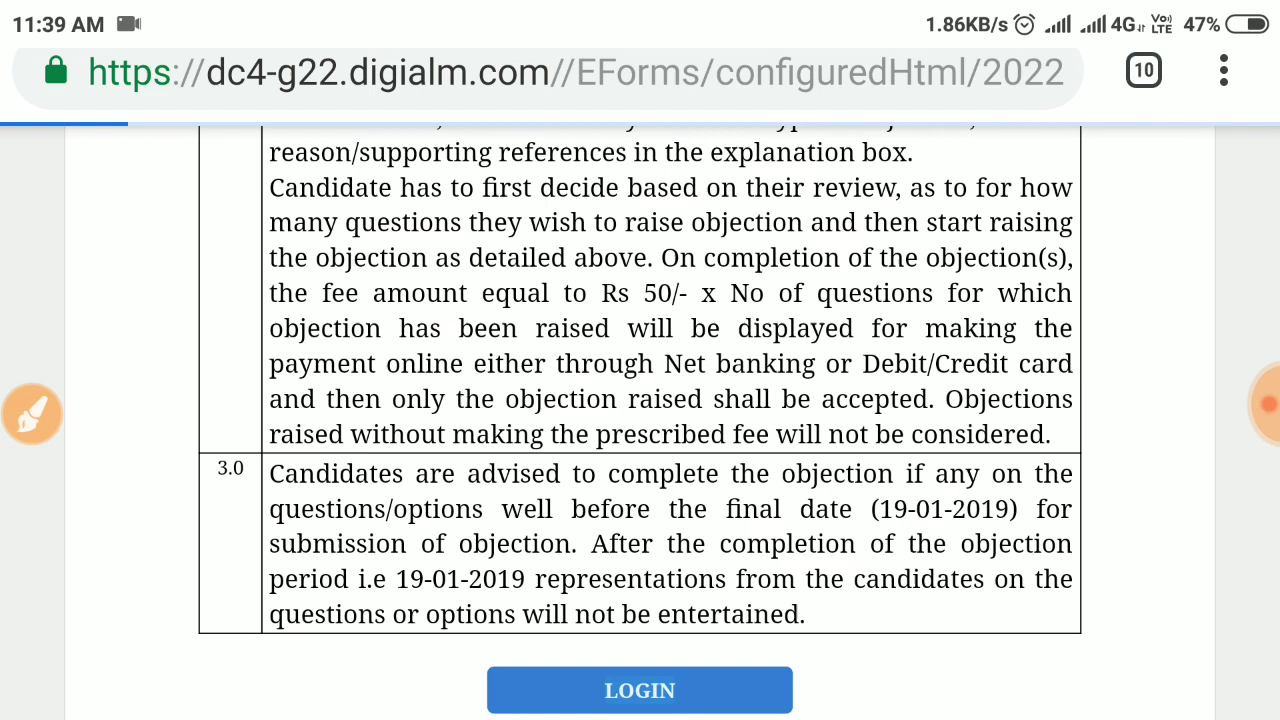 11:39 AM 1.86KB/s 4G Vo) LTE 47%
https://dc4-g22.digialm.com//EForms/configuredHtml/2022 10
reason/supporting references in the explanation box.
Candidate has to first decide based on their review, as to for how
many questions they wish to raise objection and then start raising
the objection as detailed above. On completion of the objection(s),
the fee amount equal to Rs 50/- x No of questions for which
objection has been raised will be displayed for making the
payment online either through Net banking or Debit/Credit card
and then only the objection raised shall be accepted. Objections
raised without making the prescribed fee will not be considered.
3.0 Candidates are advised to complete the objection if any on the
questions/options well before the final date (19-01-2019) for
submission of objection. After the completion of the objection
period i.e 19-01-2019 representations from the candidates on the
questions or options will not be entertained.
LOGIN